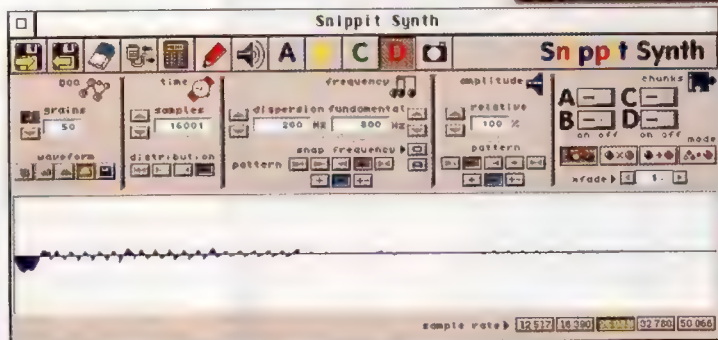 Snippit Synth
A C D Snippit Synth
time frequency amplitude chunks
grains samples dispersion fundamental relative A C
50 16001 200 Hz 800 Hz 100 % B D
on off on off mode
waveform distribution snap frequency pattern
pattern
xfade 1.
sample rate 12 517 16 390 32 780 50 066